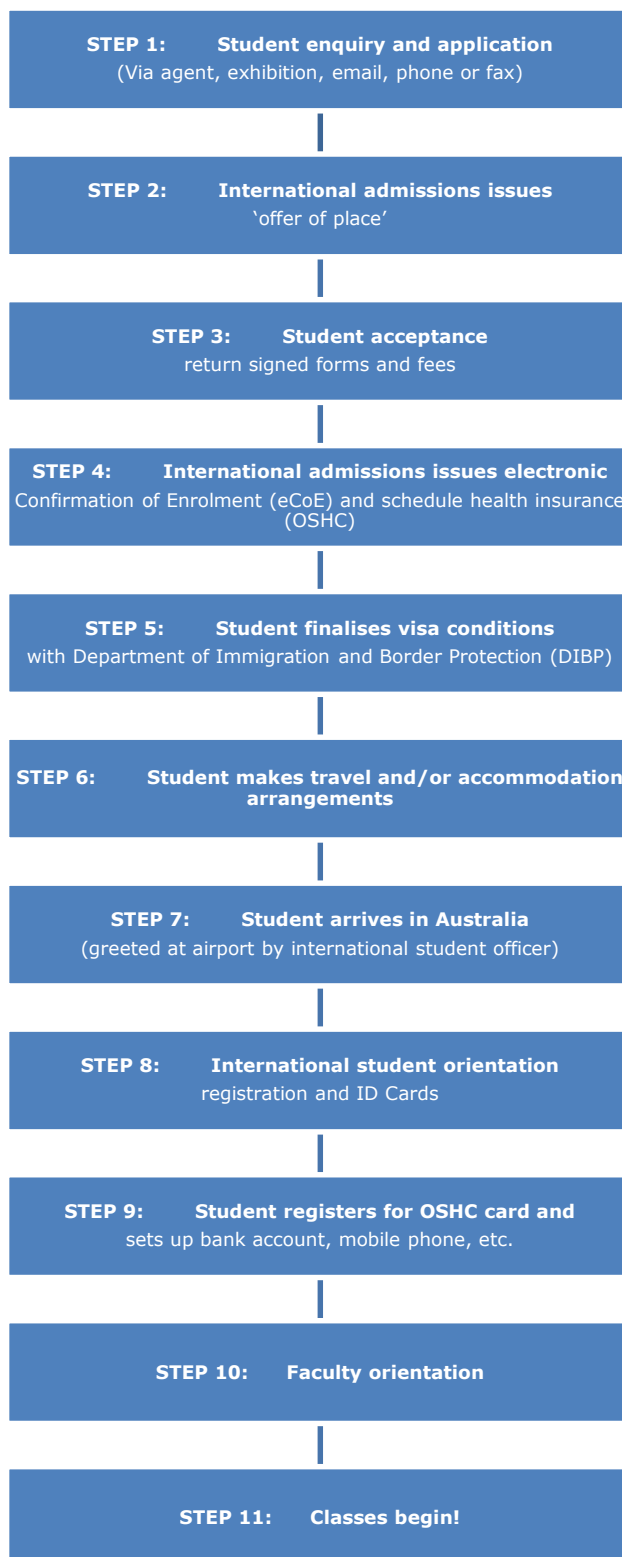 STEP 1: Student enquiry and application
(Via agent, exhibition, email, phone or fax)
STEP 2: International admissions issues
‘offer of place’
STEP 3: Student acceptance
return signed forms and fees
STEP 4: International admissions issues electronic
Confirmation of Enrolment (eCoE) and schedule health insurance
(OSHC)
STEP 5: Student finalises visa conditions
with Department of Immigration and Border Protection (DIBP)
STEP 6: Student makes travel and/or accommodation
arrangements
STEP 7: Student arrives in Australia
(greeted at airport by international student officer)
STEP 8: International student orientation
registration and ID Cards
STEP 9: Student registers for OSHC card and
sets up bank account, mobile phone, etc.
STEP 10: Faculty orientation
STEP 11: Classes begin!